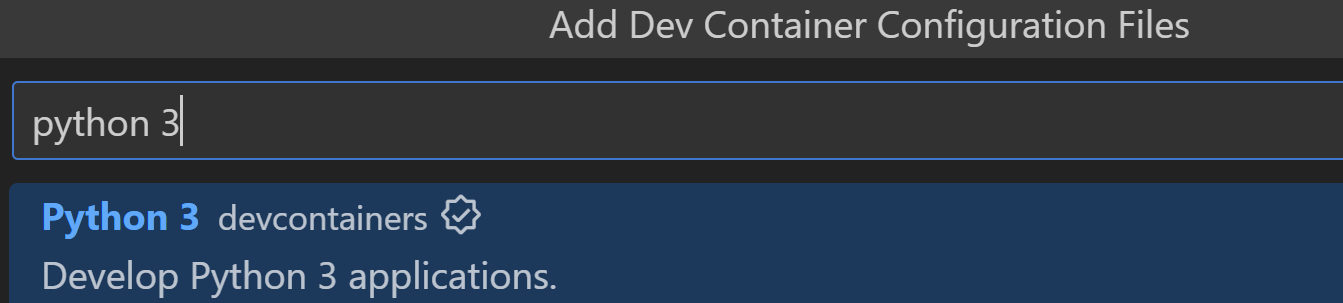 Add Dev Container Configuration Files
python 3
Python 3 devcontainers
Develop Python 3 applications.